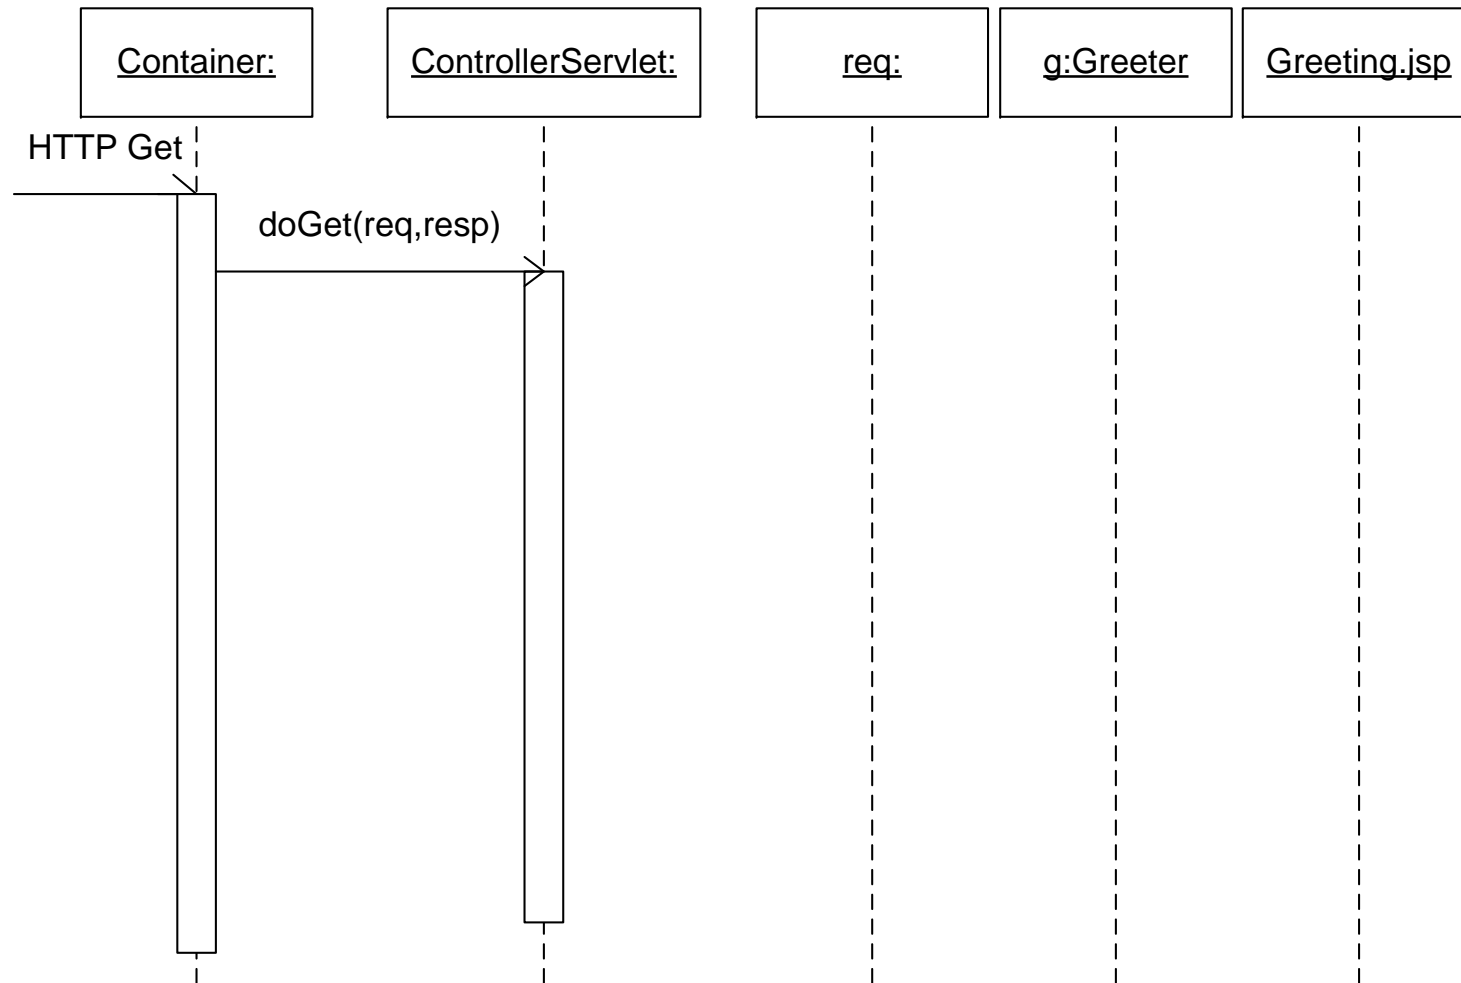 Container:
ControllerServlet:
req:
g:Greeter
Greeting.jsp
HTTP Get
doGet(req,resp)